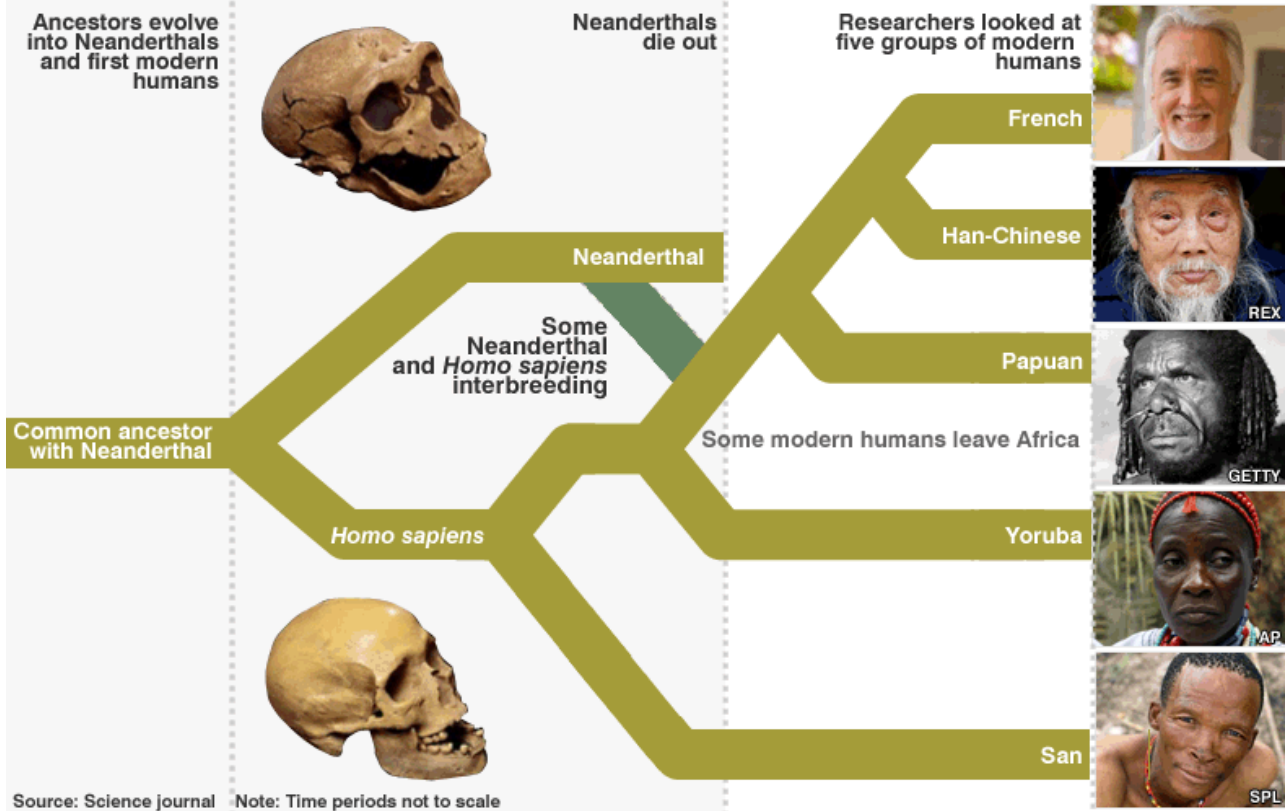 Ancestors evolve
into Neanderthals
and first modern
humans
Neanderthals
die out
Researchers looked at
five groups of modern
humans
French
Han-Chinese
REX
Neanderthal
Some
Neanderthal
and Homo sapiens
interbreeding
Papuan
GETTY
Common ancestor
with Neanderthal
Some modern humans leave Africa
Homo sapiens
Yoruba
AP
San
SPL
Source: Science journal
Note: Time periods not to scale